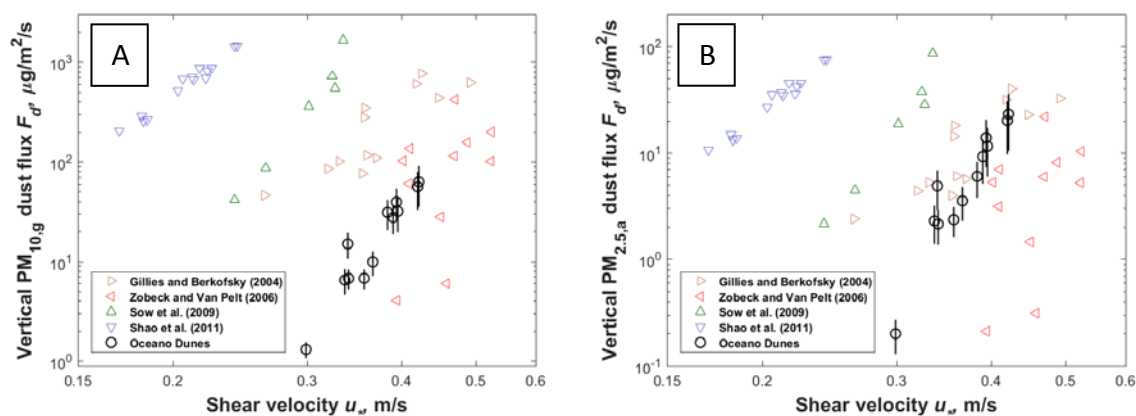 A
Vertical PM10,g dust flux Fd, μg/m²/s
10³
10²
10¹
10⁰
Gillies and Berkofsky (2004)
Zobeck and Van Pelt (2006)
Sow et al. (2009)
Shao et al. (2011)
Oceano Dunes
0.15 0.2 0.3 0.4 0.5 0.6
Shear velocity u*, m/s
B
Vertical PM2.5,a dust flux Fd, μg/m²/s
10²
10¹
10⁰
10⁻¹
Gillies and Berkofsky (2004)
Zobeck and Van Pelt (2006)
Sow et al. (2009)
Shao et al. (2011)
Oceano Dunes
0.15 0.2 0.3 0.4 0.5 0.6
Shear velocity u*, m/s